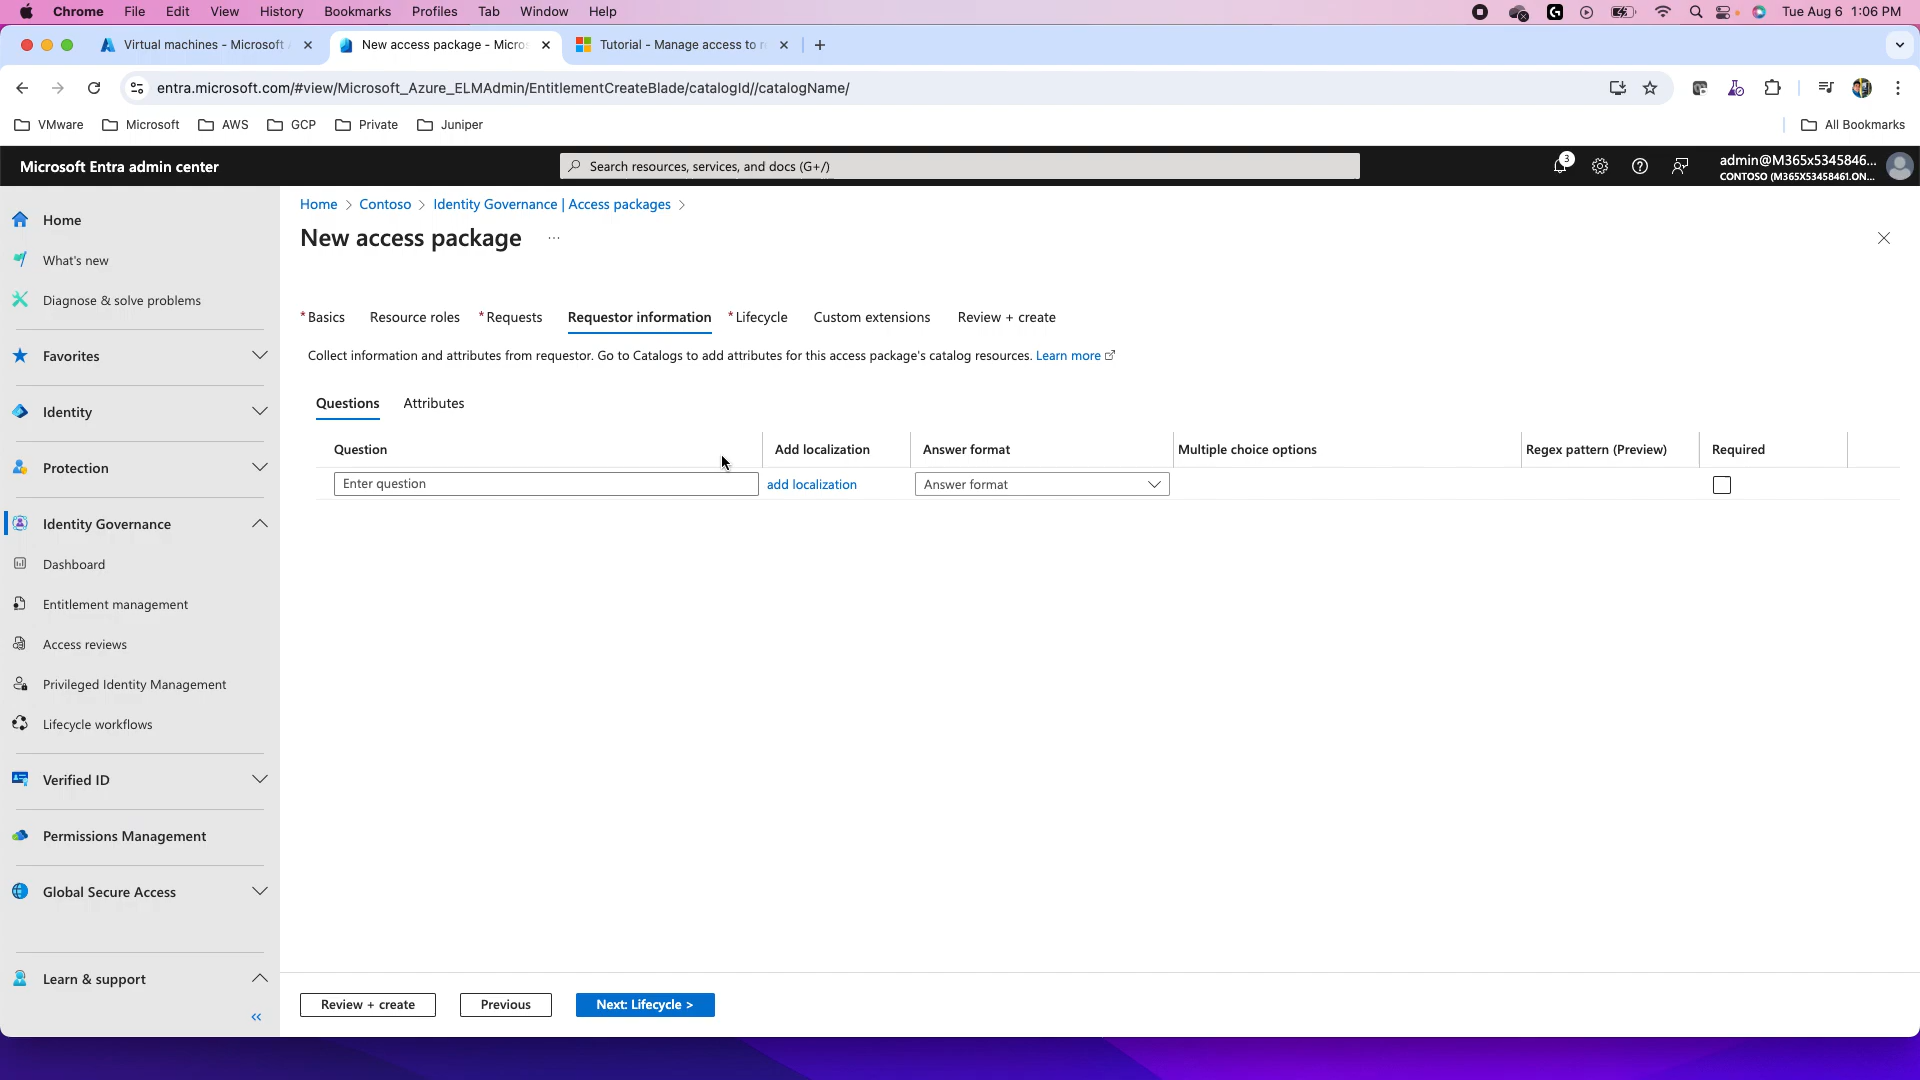 Chrome File Edit View History Bookmarks Profiles Tab Window Help Tue Aug 6 1:06 PM
Virtual machines - Microsoft New access package - Micros Tutorial - Manage access to
entra.microsoft.com/#view/Microsoft_Azure_ELMAdmin/EntitlementCreateBlade/catalogId//catalogName/
VMware Microsoft AWS GCP Private Juniper All Bookmarks
Microsoft Entra admin center
Search resources, services, and docs (G+/)
3
admin@M365x5345846...
CONTOSO (M365X53458461.ON...
Home
What's new
Diagnose & solve problems
Favorites
Identity
Protection
Identity Governance
Dashboard
Entitlement management
Access reviews
Privileged Identity Management
Lifecycle workflows
Verified ID
Permissions Management
Global Secure Access
Learn & support
Home > Contoso > Identity Governance | Access packages >
New access package ...
* Basics Resource roles * Requests Requestor information * Lifecycle Custom extensions Review + create
Collect information and attributes from requestor. Go to Catalogs to add attributes for this access package's catalog resources. Learn more
Questions Attributes
Question Add localization Answer format Multiple choice options Regex pattern (Preview) Required
Enter question add localization Answer format
Review + create Previous Next: Lifecycle >